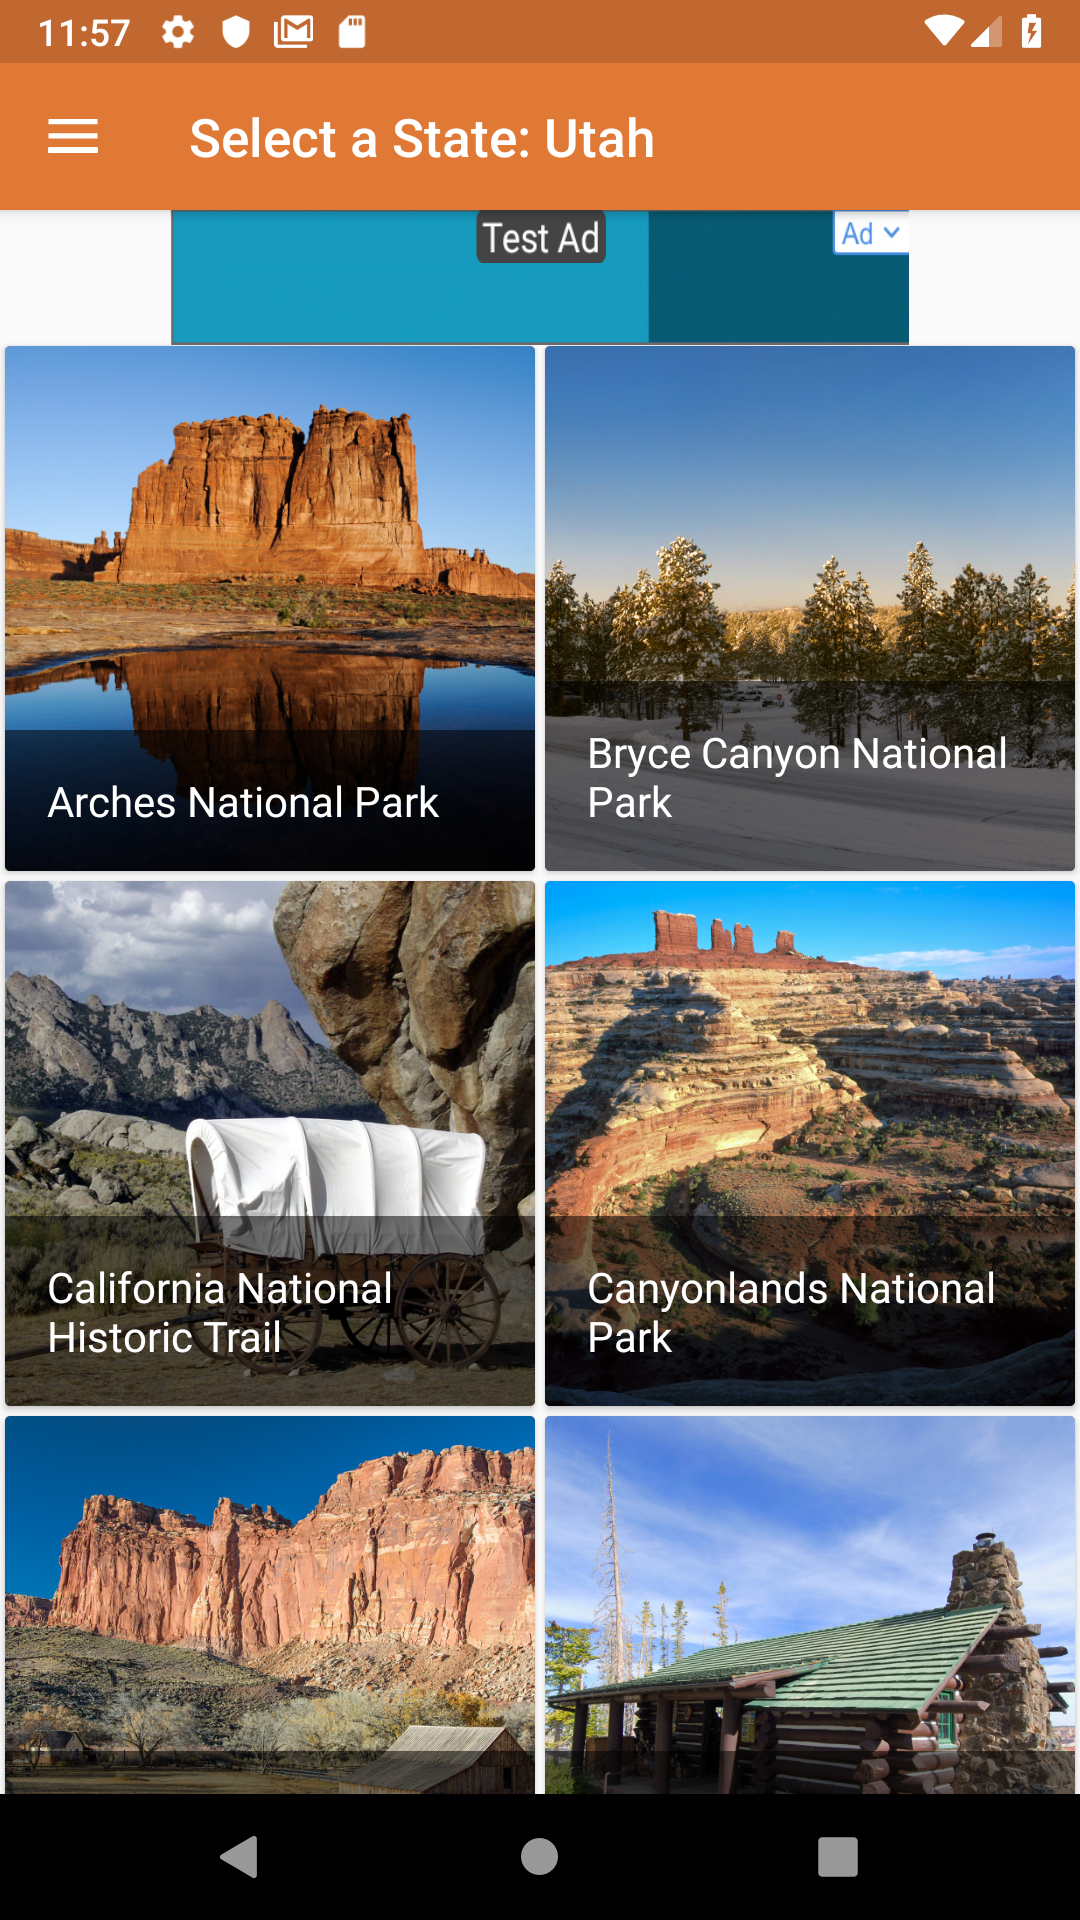 11:57
Select a State: Utah
Test Ad
Ad
Arches National Park
Bryce Canyon National
Park
California National
Historic Trail
Canyonlands National
Park